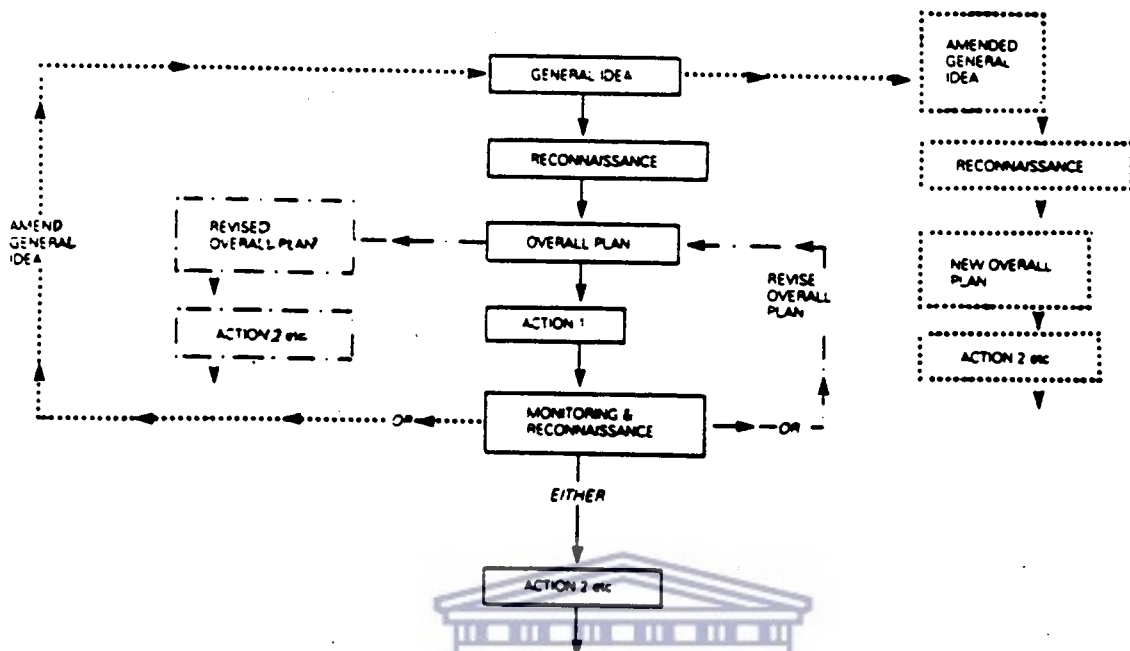 GENERAL IDEA
AMENDED
GENERAL
IDEA
RECONNAISSANCE
RECONNAISSANCE
AMEND
GENERAL
IDEA
REVISED
OVERALL PLAN
OVERALL PLAN
REVISE
OVERALL
PLAN
NEW OVERALL
PLAN
ACTION 2 etc
ACTION 1
ACTION 2 etc
OR
MONITORING &
RECONNAISSANCE
OR
EITHER
ACTION 2 etc